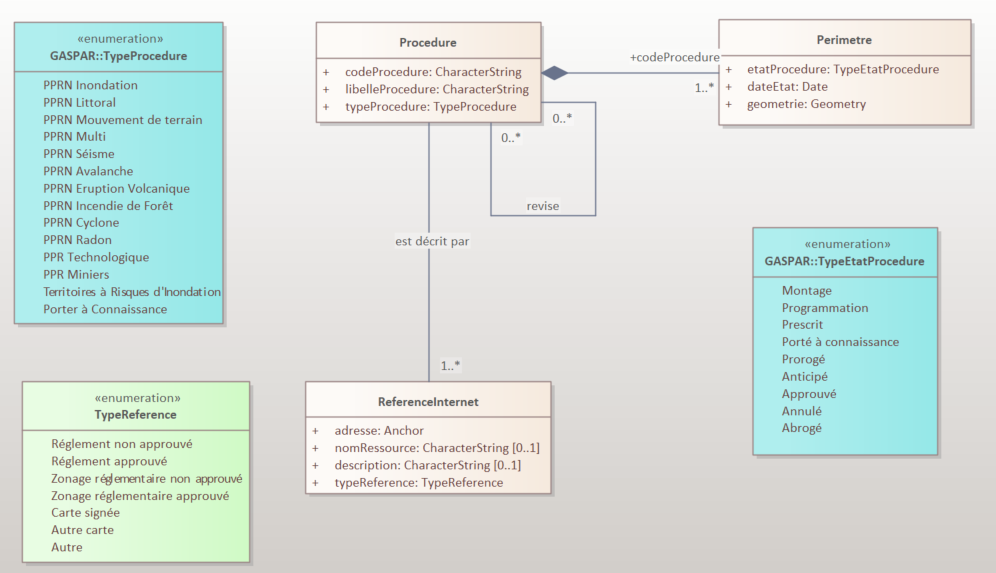 «enumeration»
GASPAR::TypeProcedure
PPRN Inondation
PPRN Littoral
PPRN Mouvement de terrain
PPRN Multi
PPRN Séisme
PPRN Avalanche
PPRN Eruption Volcanique
PPRN Incendie de Forêt
PPRN Cyclone
PPRN Radon
PPR Technologique
PPR Miniers
Territoires à Risques d'Inondation
Porter à Connaissance
Procedure
+ codeProcedure: CharacterString
+ libelleProcedure: CharacterString
+ typeProcedure: TypeProcedure
+codeProcedure
1..*
Perimetre
+ etatProcedure: TypeEtatProcedure
+ dateEtat: Date
+ geometrie: Geometry
0..*
0..*
revise
est décrit par
1..*
«enumeration»
GASPAR::TypeEtatProcedure
Montage
Programmation
Prescrit
Porté à connaissance
Prorogé
Anticipé
Approuvé
Annulé
Abrogé
«enumeration»
TypeReference
Réglement non approuvé
Réglement approuvé
Zonage réglementaire non approuvé
Zonage réglementaire approuvé
Carte signée
Autre carte
Autre
ReferenceInternet
+ adresse: Anchor
+ nomRessource: CharacterString [0..1]
+ description: CharacterString [0..1]
+ typeReference: TypeReference